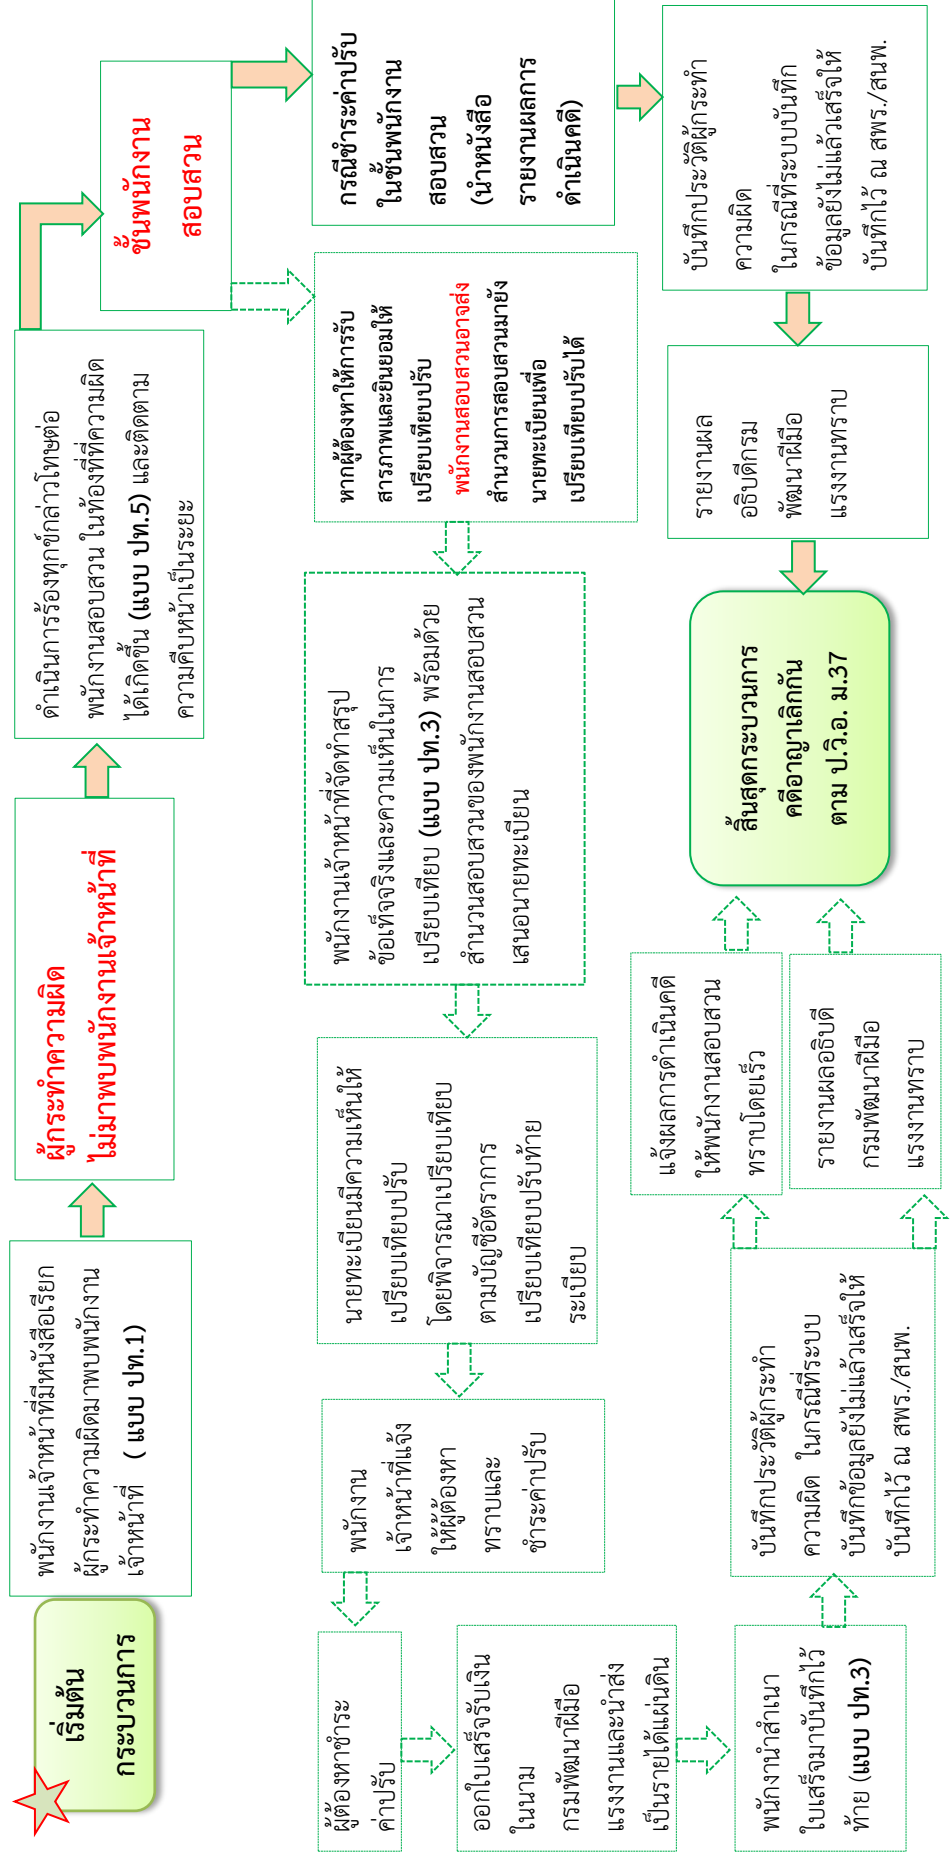 เริ่มต้น
กระบวนการ
พนักงานเจ้าหน้าที่มีหนังสือเรียก
ผู้กระทำความผิดมาพบพนักงาน
เจ้าหน้าที่ ( แบบ ปท.1)
ผู้กระทำความผิด
ไม่มาพบพนักงานเจ้าหน้าที่
ดำเนินการร้องทุกข์กล่าวโทษต่อ
พนักงานสอบสวน ในท้องที่ที่ความผิด
ได้เกิดขึ้น (แบบ ปท.5) และติดตาม
ความคืบหน้าเป็นระยะ
ชั้นพนักงาน
สอบสวน
กรณีชำระค่าปรับ
ในชั้นพนักงาน
สอบสวน
(นำหนังสือ
รายงานผลการ
ดำเนินคดี)
บันทึกประวัติผู้กระทำ
ความผิด
ในกรณีที่ระบบบันทึก
ข้อมูลยังไม่แล้วเสร็จให้
บันทึกไว้ ณ สพร./สนพ.
รายงานผล
อธิบดีกรม
พัฒนาฝีมือ
แรงงานทราบ
หากผู้ต้องหาให้การรับ
สารภาพและยินยอมให้
เปรียบเทียบปรับ
พนักงานสอบสวนอาจส่ง
สำนวนการสอบสวนมายัง
นายทะเบียนเพื่อ
เปรียบเทียบปรับได้
พนักงานเจ้าหน้าที่จัดทำสรุป
ข้อเท็จจริงและความเห็นในการ
เปรียบเทียบ (แบบ ปท.3) พร้อมด้วย
สำนวนสอบสวนของพนักงานสอบสวน
เสนอนายทะเบียน
นายทะเบียนมีความเห็นให้
เปรียบเทียบปรับ
โดยพิจารณาเปรียบเทียบ
ตามบัญชีอัตราการ
เปรียบเทียบปรับท้าย
ระเบียบ
พนักงาน
เจ้าหน้าที่แจ้ง
ให้ผู้ต้องหา
ทราบและ
ชำระค่าปรับ
ผู้ต้องหาชำระ
ค่าปรับ
ออกใบเสร็จรับเงิน
ในนาม
กรมพัฒนาฝีมือ
แรงงานและนำส่ง
เป็นรายได้แผ่นดิน
พนักงานนำสำเนา
ใบเสร็จมาบันทึกไว้
ท้าย (แบบ ปท.3)
บันทึกประวัติผู้กระทำ
ความผิด ในกรณีที่ระบบ
บันทึกข้อมูลยังไม่แล้วเสร็จให้
บันทึกไว้ ณ สพร./สนพ.
แจ้งผลการดำเนินคดี
ให้พนักงานสอบสวน
ทราบโดยเร็ว
รายงานผลอธิบดี
กรมพัฒนาฝีมือ
แรงงานทราบ
สิ้นสุดกระบวนการ
คดีอาญาเลิกกัน
ตาม ป.วิ.อ. ม.37